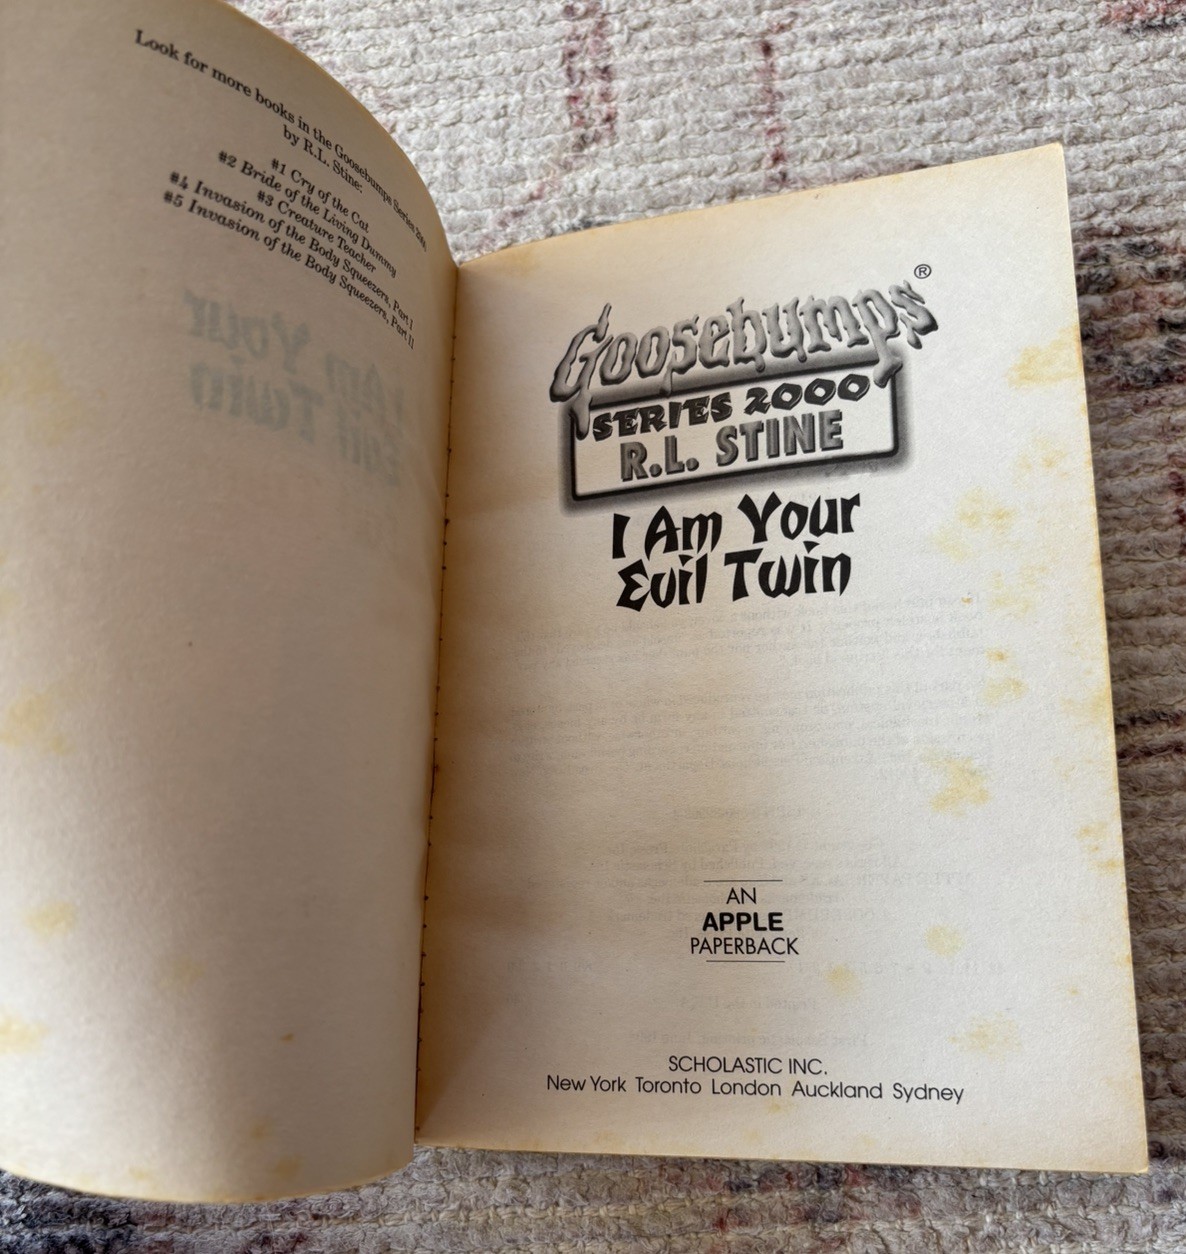 Look for more books in the Goosebumps Series 2000
by R.L. Stine:
#1 Cry of the Cat
#2 Bride of the Living Dummy
#3 Creature Teacher
#4 Invasion of the Body Squeezers, Part I
#5 Invasion of the Body Squeezers, Part II
Goosebumps®
SERIES 2000
R.L. STINE
I Am Your
Evil Twin
AN
APPLE
PAPERBACK
SCHOLASTIC INC.
New York Toronto London Auckland Sydney